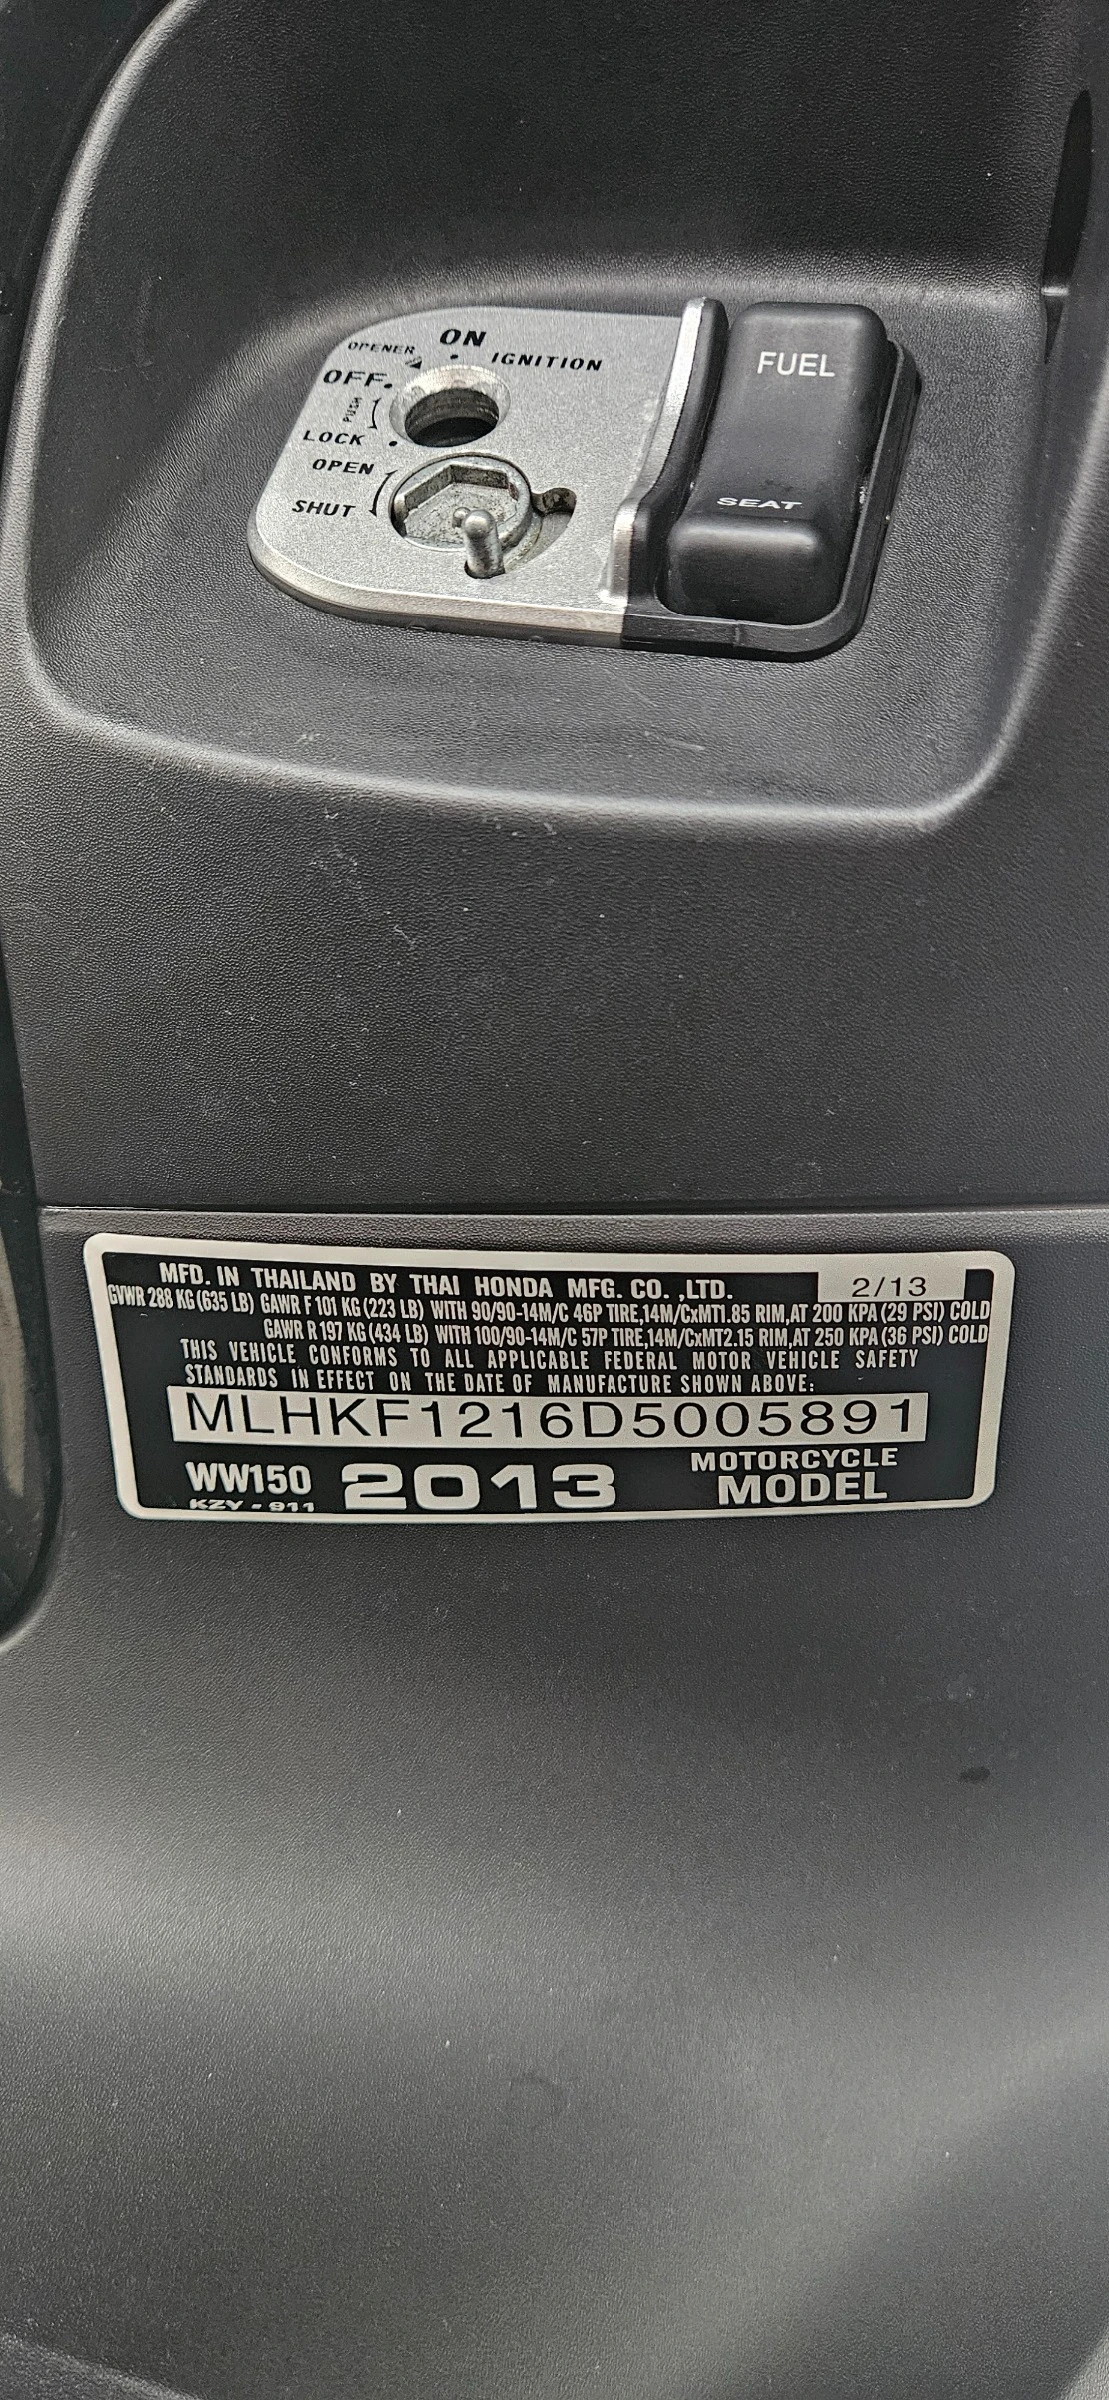 ON
OPENER
IGNITION
OFF
PUSH
LOCK
OPEN
SHUT
FUEL
SEAT
MFD. IN THAILAND BY THAI HONDA MFG. CO. ,LTD. 2/13
GVWR 288 KG (635 LB) GAWR F 101 KG (223 LB) WITH 90/90-14M/C 46P TIRE,14M/CxMT1.85 RIM,AT 200 KPA (29 PSI) COLD
GAWR R 197 KG (434 LB) WITH 100/90-14M/C 57P TIRE,14M/CxMT2.15 RIM,AT 250 KPA (36 PSI) COLD
THIS VEHICLE CONFORMS TO ALL APPLICABLE FEDERAL MOTOR VEHICLE SAFETY
STANDARDS IN EFFECT ON THE DATE OF MANUFACTURE SHOWN ABOVE:
MLHKF1216D5005891
WW150 2013 MOTORCYCLE
KZY - 911 MODEL